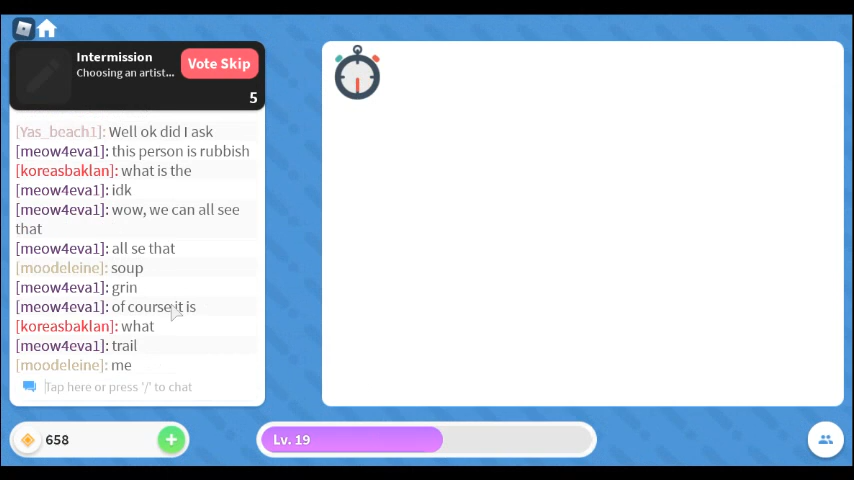 Intermission
Choosing an artist...
Vote Skip
5
[Yas_beach1]: Well ok did I ask
[meow4eva1]: this person is rubbish
[koreasbaklan]: what is the
[meow4eva1]: idk
[meow4eva1]: wow, we can all see
that
[meow4eva1]: all se that
[moodeleine]: soup
[meow4eva1]: grin
[meow4eva1]: of course it is
[koreasbaklan]: what
[meow4eva1]: trail
[moodeleine]: me
Tap here or press '/' to chat
658
Lv. 19